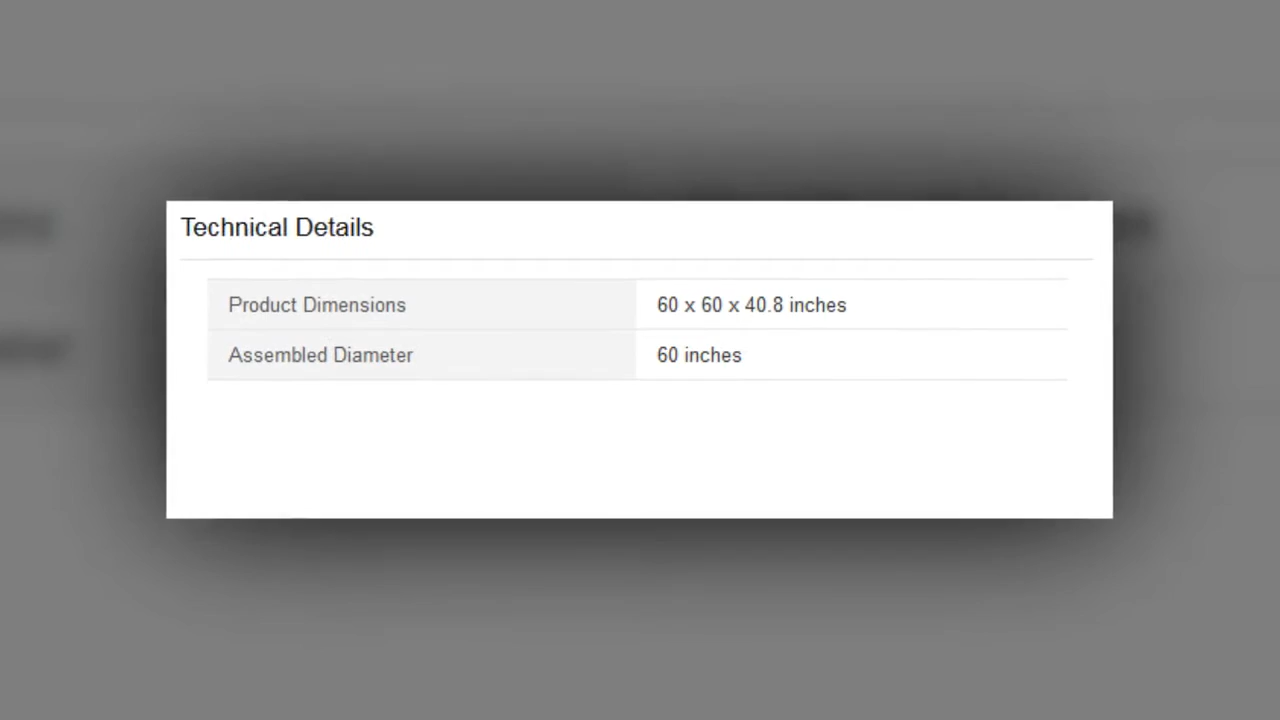 Technical Details
Product Dimensions 60 x 60 x 40.8 inches
Assembled Diameter 60 inches